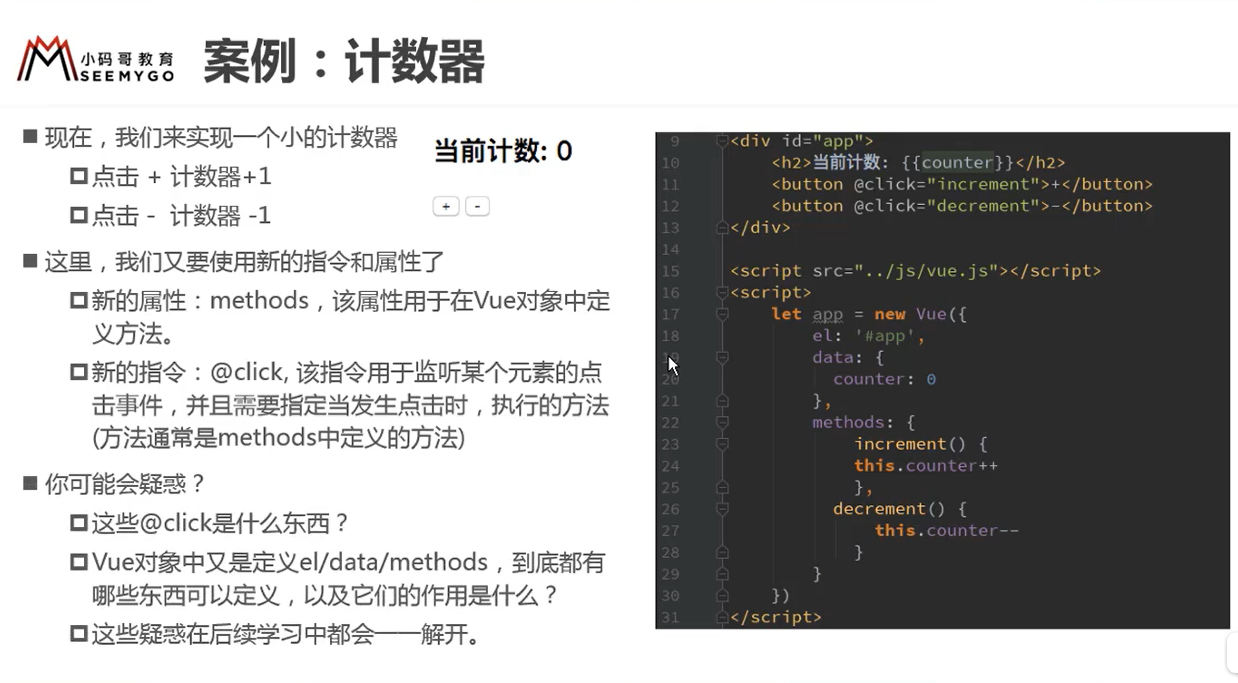 小码哥教育
SEEMYGO
案例：计数器
■ 现在，我们来实现一个小的计数器
点击 + 计数器+1
点击 - 计数器 -1
■ 这里，我们又要使用新的指令和属性了
新的属性：methods，该属性用于在Vue对象中定
义方法。
新的指令：@click, 该指令用于监听某个元素的点
击事件，并且需要指定当发生点击时，执行的方法
(方法通常是methods中定义的方法)
■ 你可能会疑惑？
这些@click是什么东西？
Vue对象中又是定义el/data/methods，到底都有
哪些东西可以定义，以及它们的作用是什么？
这些疑惑在后续学习中都会一一解开。
当前计数: 0
+ -
9 <div id="app">
10 <h2>当前计数: {{counter}}</h2>
11 <button @click="increment">+</button>
12 <button @click="decrement">-</button>
13 </div>
14
15 <script src="../js/vue.js"></script>
16 <script>
17 let app = new Vue({
18 el: '#app',
19 data: {
20 counter: 0
21 },
22 methods: {
23 increment() {
24 this.counter++
25 },
26 decrement() {
27 this.counter--
28 }
29 }
30 })
31 </script>